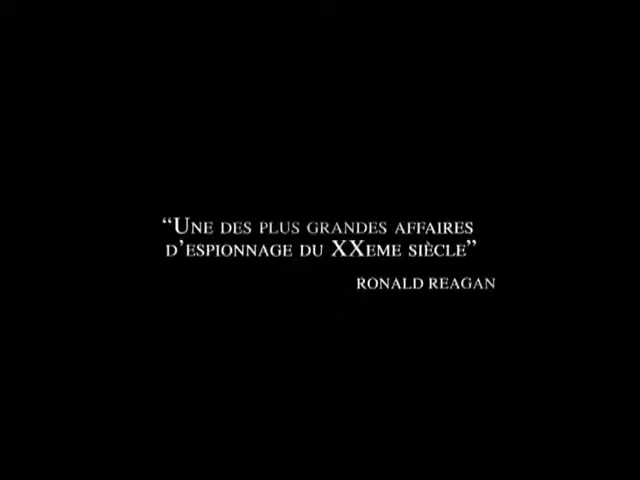 “Une des plus grandes affaires
d’espionnage du XXeme siècle”
Ronald Reagan